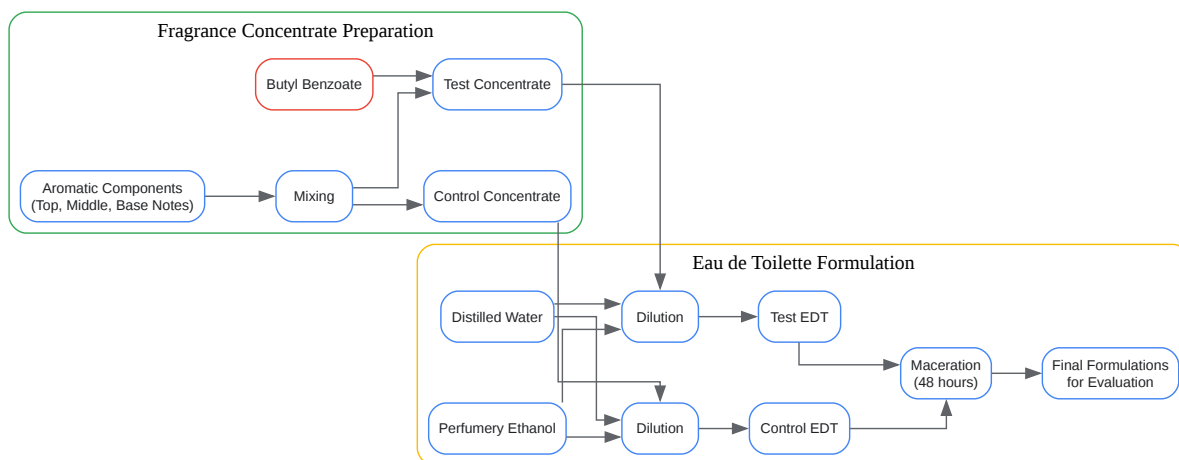 Fragrance Concentrate Preparation
Butyl Benzoate
Test Concentrate
Aromatic Components
(Top, Middle, Base Notes)
Mixing
Control Concentrate
Eau de Toilette Formulation
Distilled Water
Dilution
Test EDT
Maceration
(48 hours)
Final Formulations
for Evaluation
Perfumery Ethanol
Dilution
Control EDT